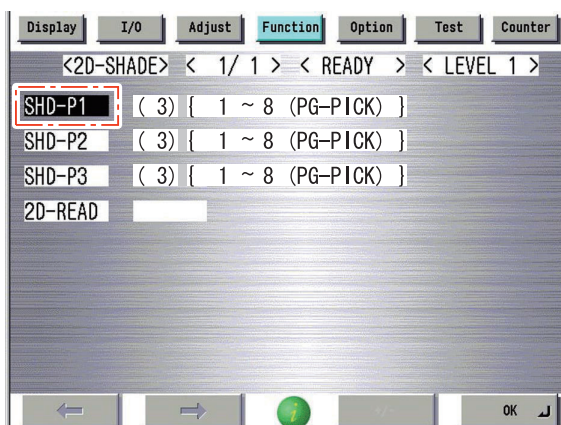 Display I/O Adjust Function Option Test Counter
<2D-SHADE> < 1/ 1 > < READY > < LEVEL 1 >
SHD-P1 ( 3) { 1 ~ 8 (PG-PICK) }
SHD-P2 ( 3) { 1 ~ 8 (PG-PICK) }
SHD-P3 ( 3) { 1 ~ 8 (PG-PICK) }
2D-READ
+/- OK